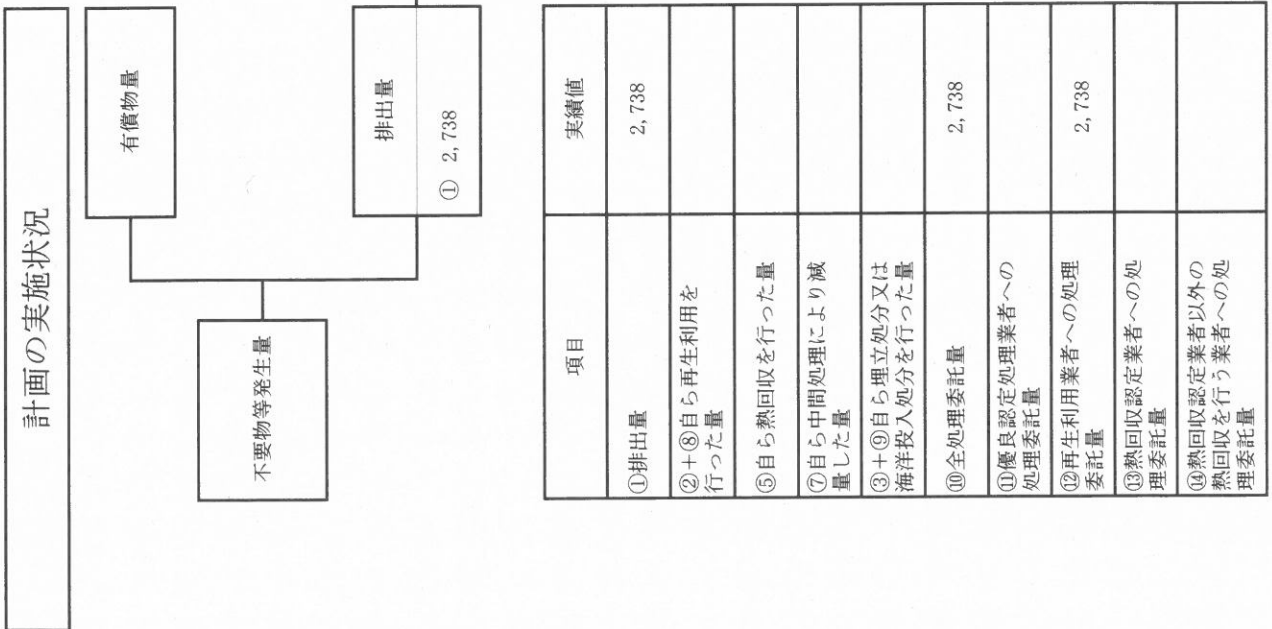 計画の実施状況
不要物等発生量
有償物量
排出量
① 2,738
項目
実績値
①排出量
2,738
②+⑧自ら再生利用を
行った量
⑤自ら熱回収を行った量
⑦自ら中間処理により減
量した量
③+⑨自ら埋立処分又は
海洋投入処分を行った量
⑩全処理委託量
2,738
⑪優良認定処理業者への
処理委託量
⑫再生利用業者への処理
委託量
2,738
⑬熱回収認定業者への処
理委託量
⑭熱回収認定業者以外の
熱回収を行う業者への処
理委託量